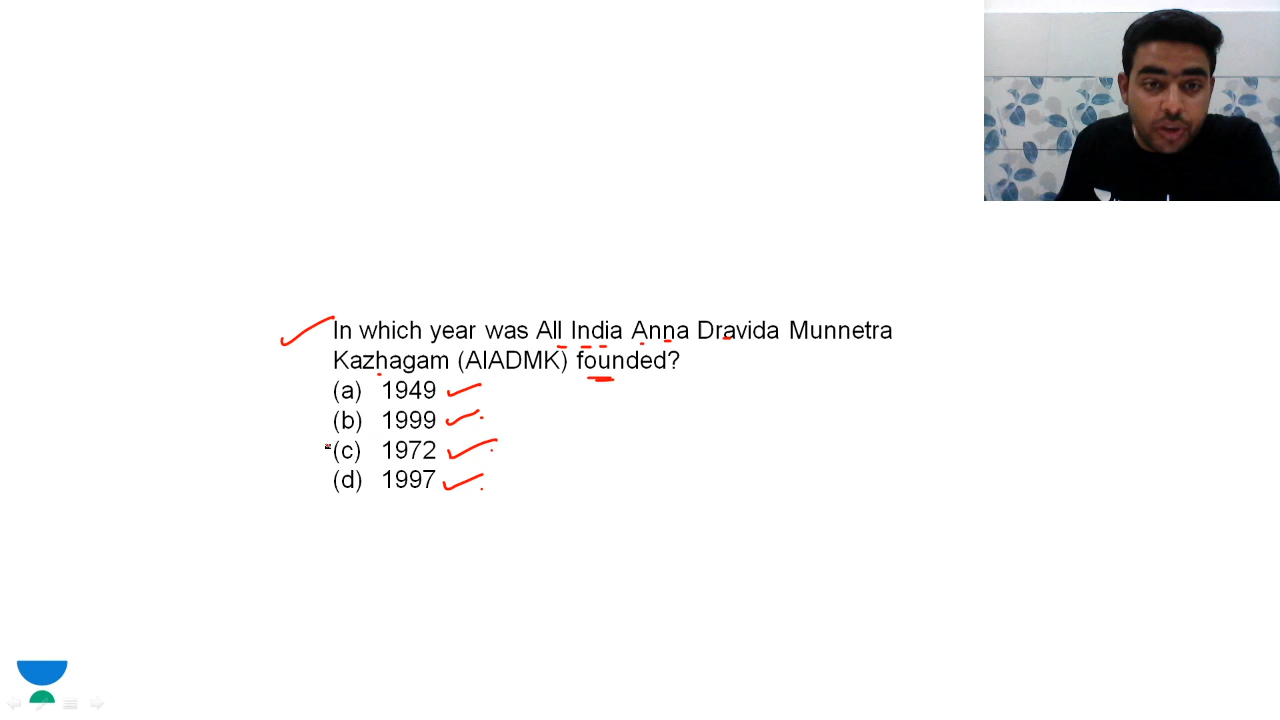 In which year was All India Anna Dravida Munnetra
Kazhagam (AIADMK) founded?
(a) 1949
(b) 1999
(c) 1972
(d) 1997